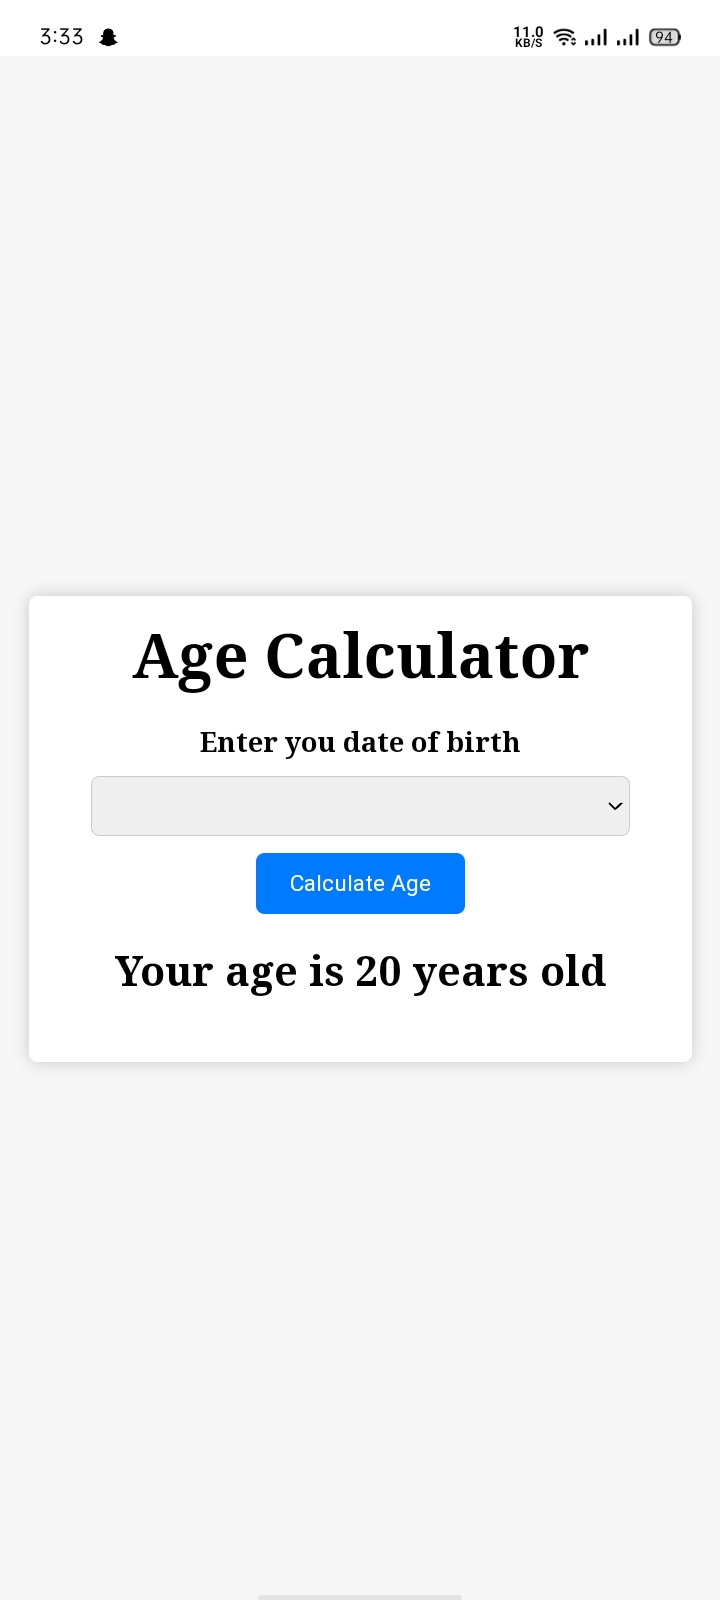 3:33
11.0
KB/S
94
Age Calculator
Enter you date of birth
Calculate Age
Your age is 20 years old